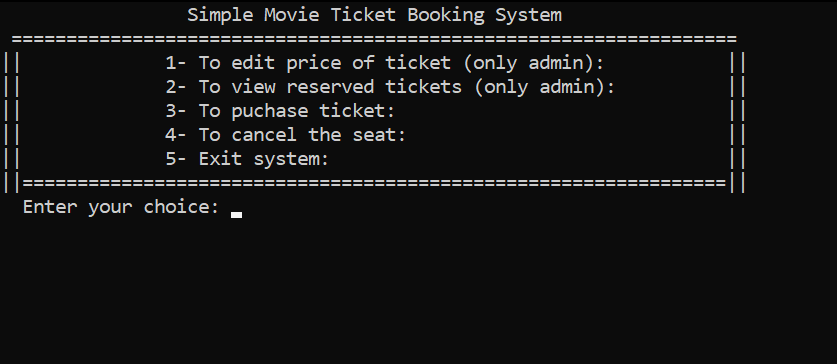 Simple Movie Ticket Booking System
==================================================================
|| 1- To edit price of ticket (only admin): ||
|| 2- To view reserved tickets (only admin): ||
|| 3- To puchase ticket: ||
|| 4- To cancel the seat: ||
|| 5- Exit system: ||
||================================================================||
Enter your choice: